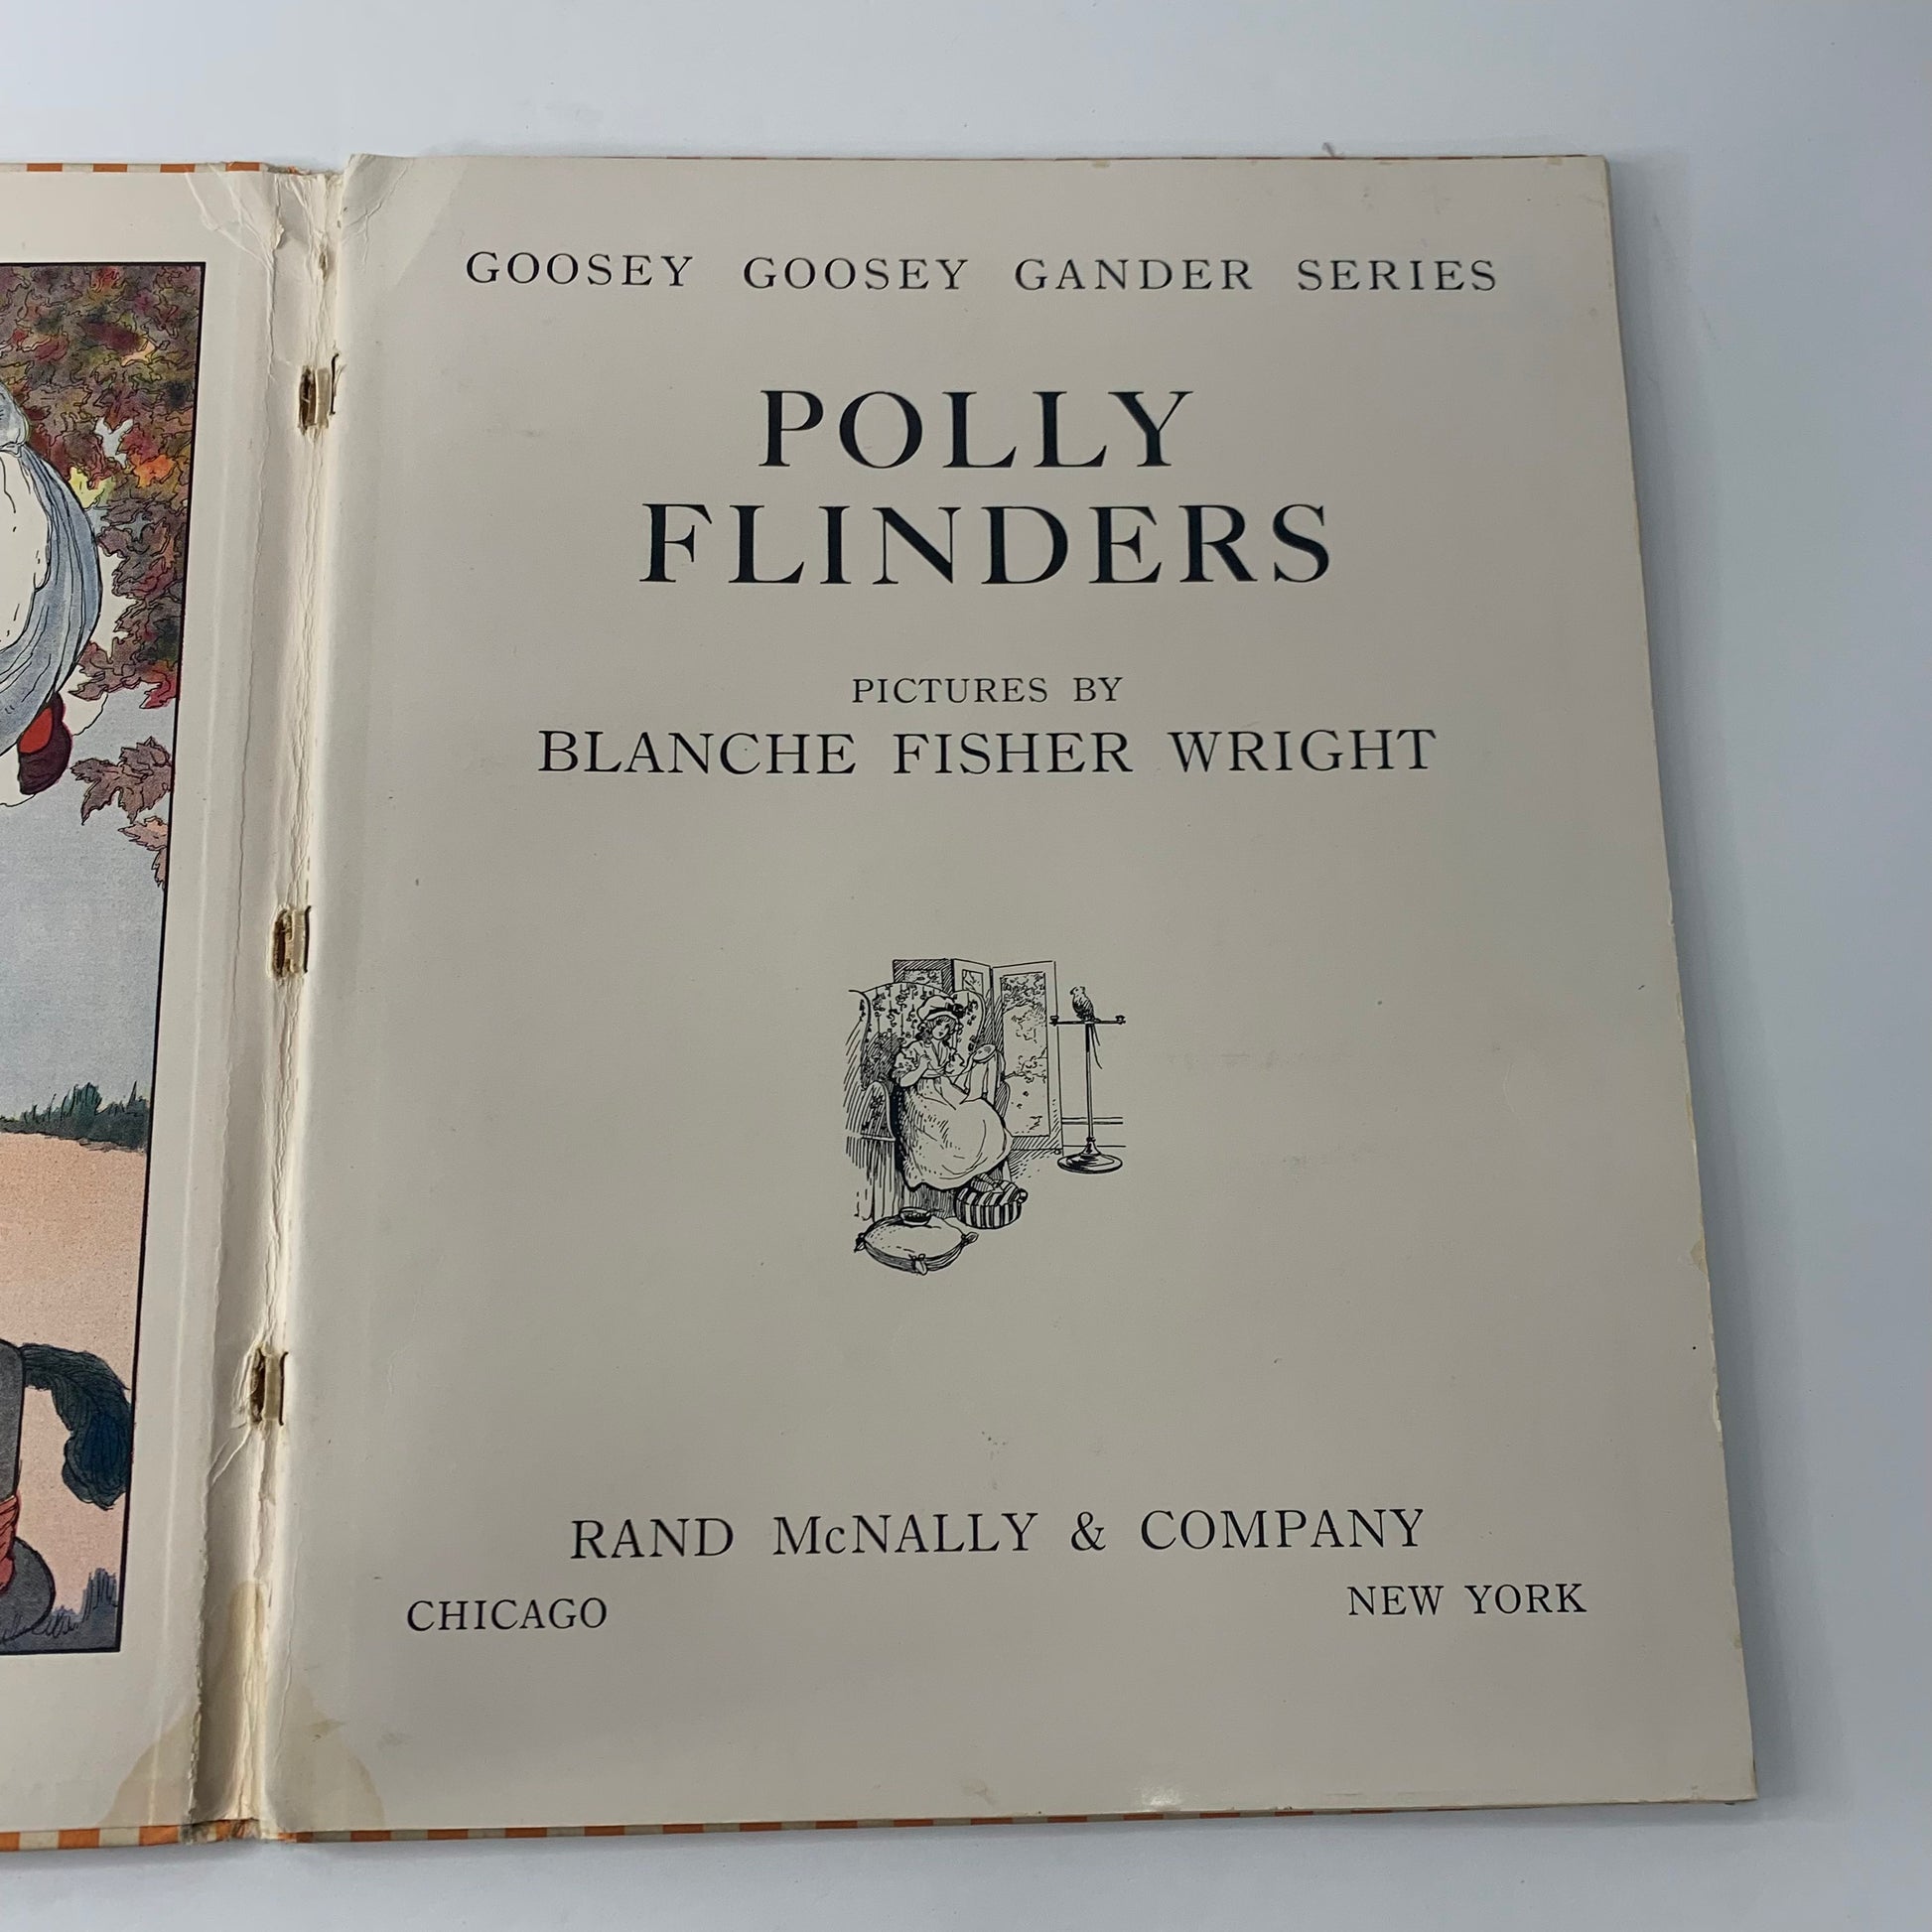 GOOSEY GOOSEY GANDER SERIES
POLLY
FLINDERS
PICTURES BY
BLANCHE FISHER WRIGHT
RAND McNALLY & COMPANY
CHICAGO NEW YORK